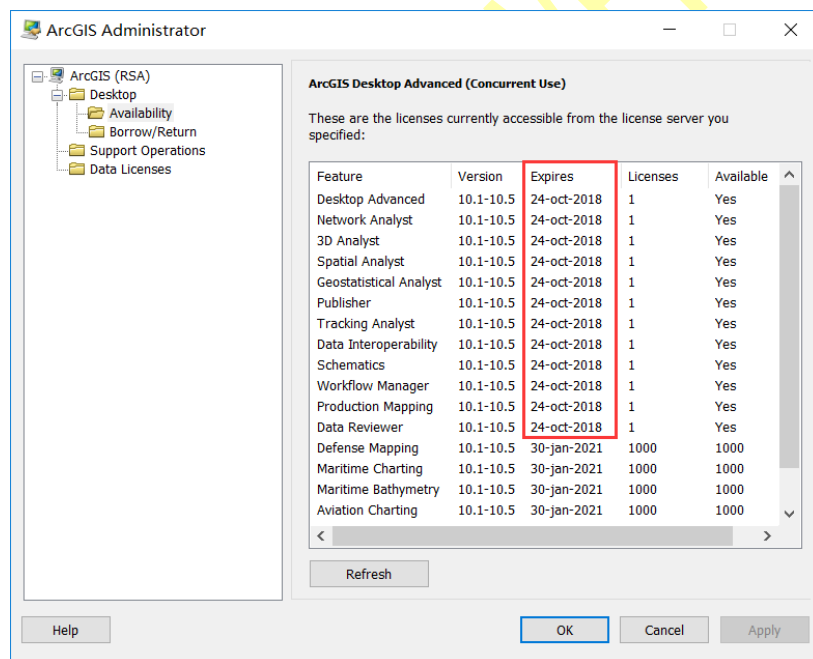 ArcGIS Administrator
ArcGIS (RSA)
Desktop
Availability
Borrow/Return
Support Operations
Data Licenses
ArcGIS Desktop Advanced (Concurrent Use)
These are the licenses currently accessible from the license server you
specified:
Feature Version Expires Licenses Available
Desktop Advanced 10.1-10.5 24-oct-2018 1 Yes
Network Analyst 10.1-10.5 24-oct-2018 1 Yes
3D Analyst 10.1-10.5 24-oct-2018 1 Yes
Spatial Analyst 10.1-10.5 24-oct-2018 1 Yes
Geostatistical Analyst 10.1-10.5 24-oct-2018 1 Yes
Publisher 10.1-10.5 24-oct-2018 1 Yes
Tracking Analyst 10.1-10.5 24-oct-2018 1 Yes
Data Interoperability 10.1-10.5 24-oct-2018 1 Yes
Schematics 10.1-10.5 24-oct-2018 1 Yes
Workflow Manager 10.1-10.5 24-oct-2018 1 Yes
Production Mapping 10.1-10.5 24-oct-2018 1 Yes
Data Reviewer 10.1-10.5 24-oct-2018 1 Yes
Defense Mapping 10.1-10.5 30-jan-2021 1000 1000
Maritime Charting 10.1-10.5 30-jan-2021 1000 1000
Maritime Bathymetry 10.1-10.5 30-jan-2021 1000 1000
Aviation Charting 10.1-10.5 30-jan-2021 1000 1000
Refresh
Help OK Cancel Apply